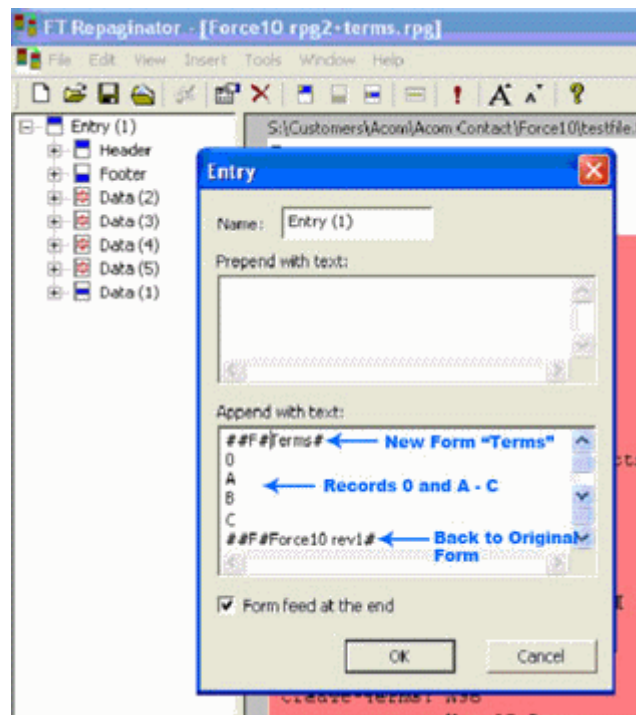 FT Repaginator - [Force10 rpg2+terms.rpg]
File Edit View Insert Tools Window Help
Entry (1)
Header
Footer
Data (2)
Data (3)
Data (4)
Data (5)
Data (1)
S:\Customers\Acom\Acom Contact\Force10\testfile.
Entry
Name: Entry (1)
Prepend with text:
Append with text:
##F#Terms# New Form "Terms"
0
A
Records 0 and A - C
B
C
##F#Force10 rev1# Back to Original
Form
Form feed at the end
OK Cancel